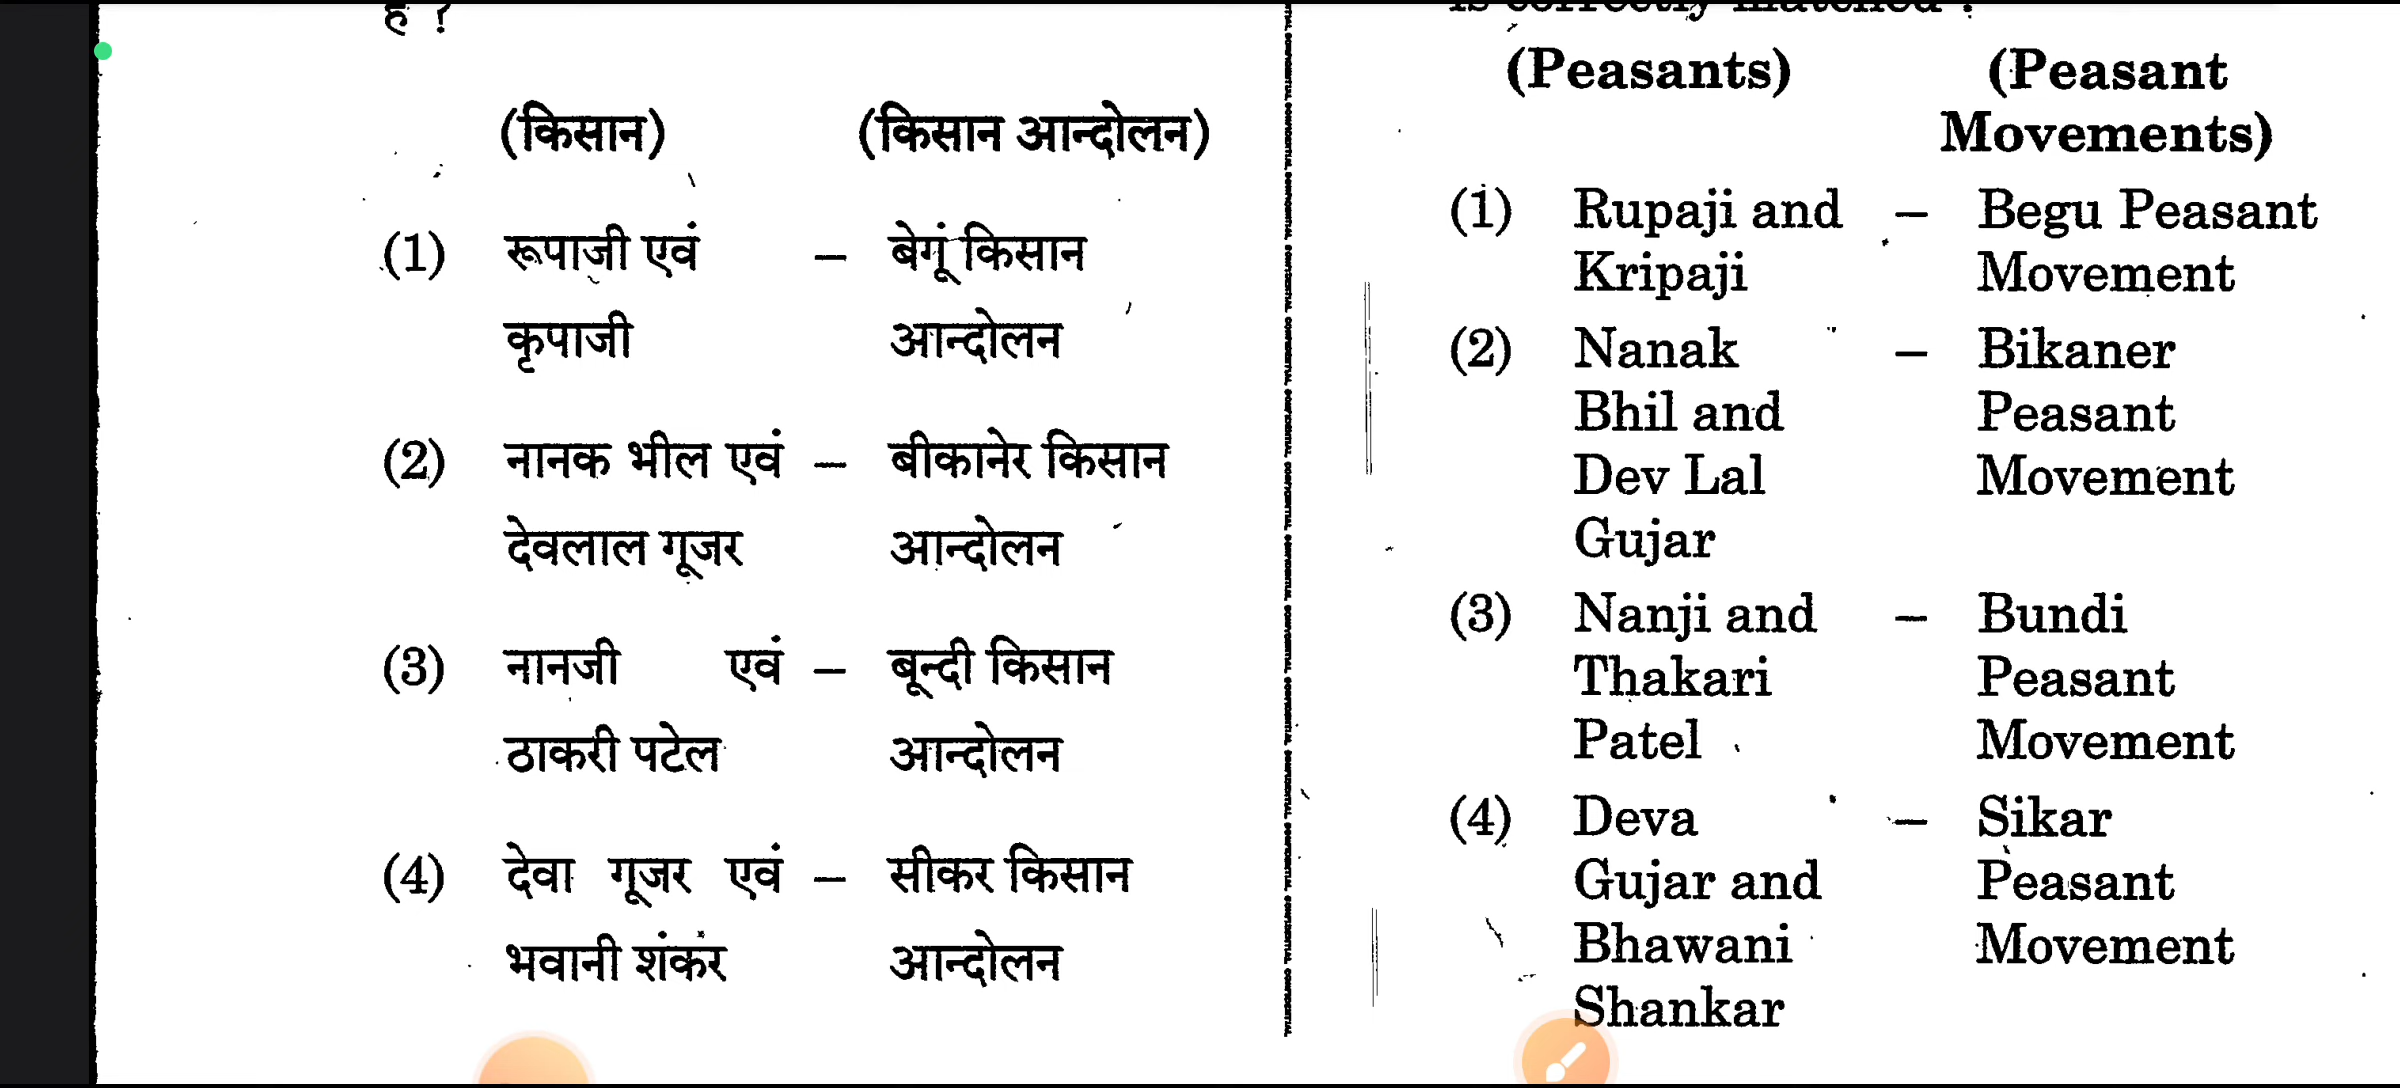 है ?
(किसान) (किसान आन्दोलन)
(1) रूपाजी एवं – बेगूं किसान
कृपाजी आन्दोलन
(2) नानक भील एवं – बीकानेर किसान
देवलाल गूजर आन्दोलन
(3) नानजी एवं – बून्दी किसान
ठाकरी पटेल आन्दोलन
(4) देवा गूजर एवं – सीकर किसान
भवानी शंकर आन्दोलन
is correctly matched ?
(Peasants) (Peasant
Movements)
(1) Rupaji and – Begu Peasant
Kripaji Movement
(2) Nanak – Bikaner
Bhil and Peasant
Dev Lal Movement
Gujar
(3) Nanji and – Bundi
Thakari Peasant
Patel Movement
(4) Deva – Sikar
Gujar and Peasant
Bhawani Movement
Shankar